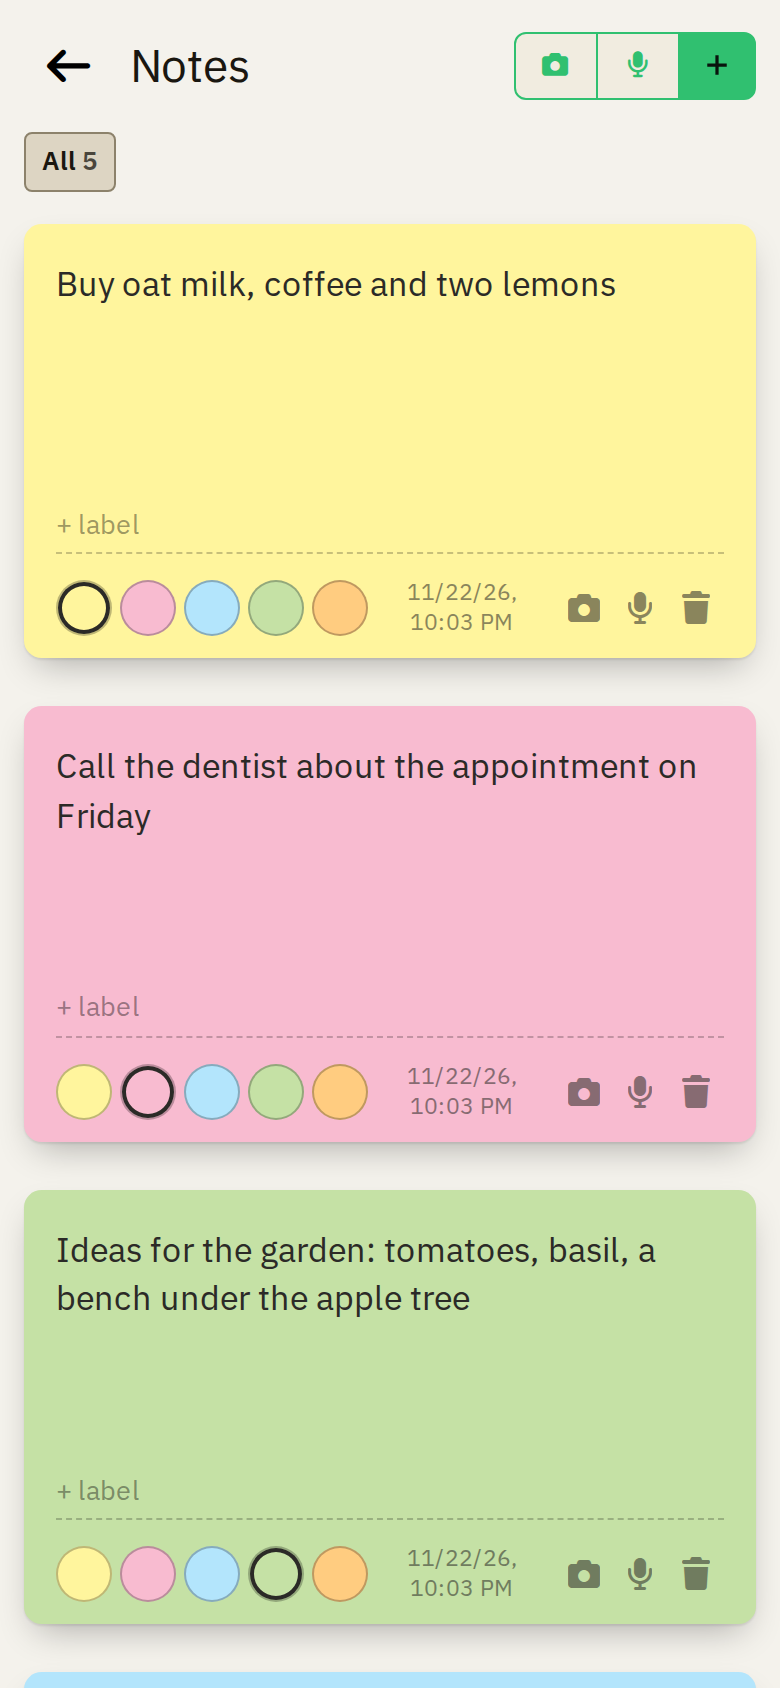 Notes
All 5
Buy oat milk, coffee and two lemons
+ label
11/22/26,
10:03 PM
Call the dentist about the appointment on
Friday
+ label
11/22/26,
10:03 PM
Ideas for the garden: tomatoes, basil, a
bench under the apple tree
+ label
11/22/26,
10:03 PM